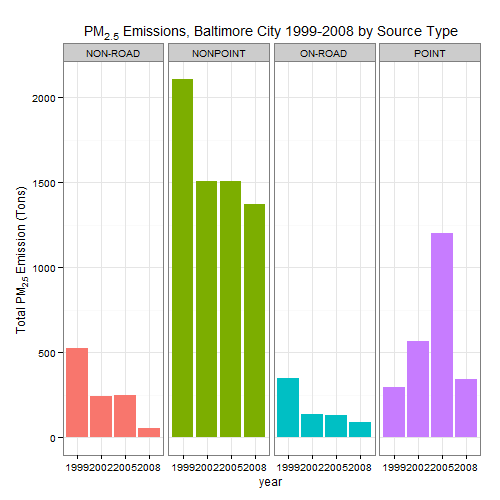 PM2.5 Emissions, Baltimore City 1999-2008 by Source Type
NON-ROAD NONPOINT ON-ROAD POINT
Total PM2.5 Emission (Tons)
2000
1500
1000
500
0
1999 2002 2005 2008 1999 2002 2005 2008 1999 2002 2005 2008 1999 2002 2005 2008
year